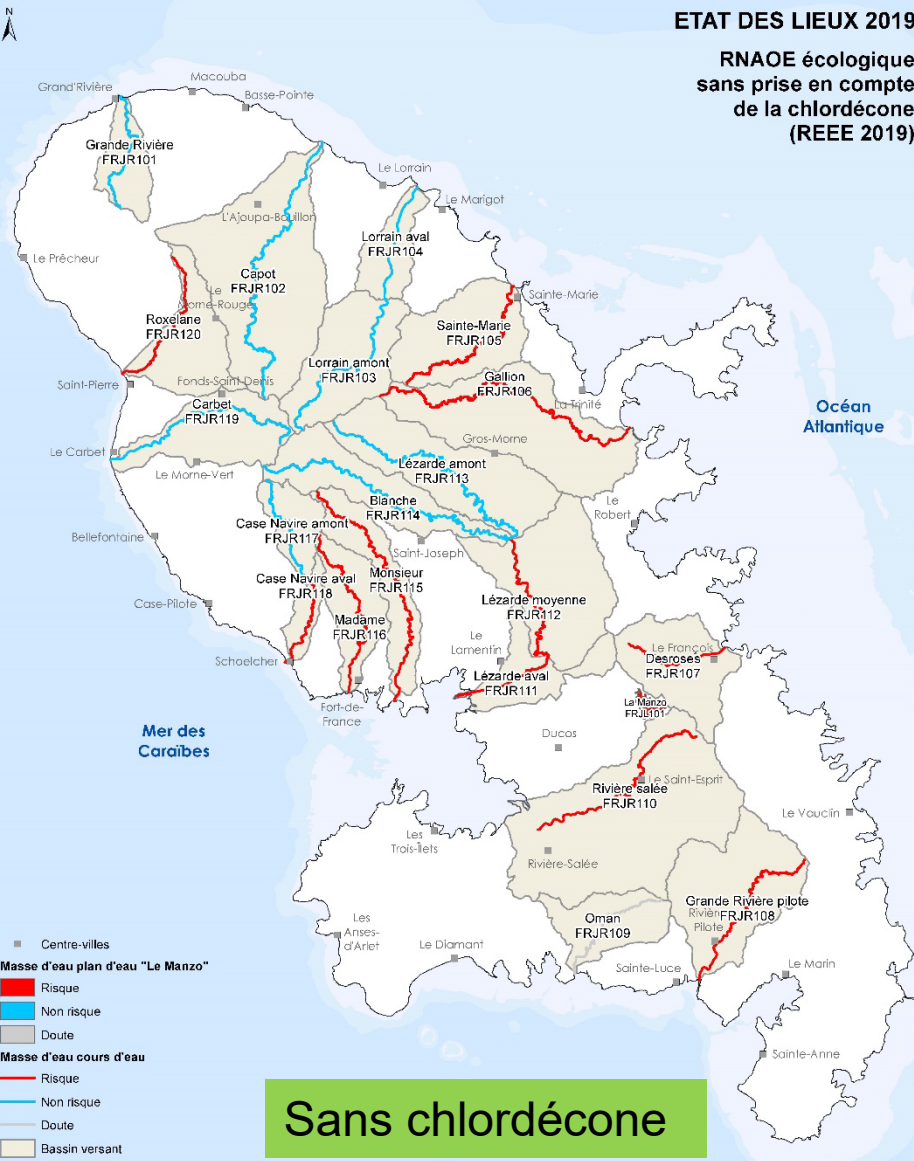 N
ETAT DES LIEUX 2019
RNAOE écologique
sans prise en compte
de la chlordécone
(REEE 2019)
Grand'Rivière
Macouba
Basse-Pointe
Grande Rivière
FRJR101
Le Lorrain
Le Marigot
L'Ajoupa-Bouillon
Lorrain aval
FRJR104
Le Prêcheur
Capot
FRJR102
Le
Morne-Rouge
Roxelane
FRJR120
Sainte-Marie
Sainte-Marie
FRJR105
Lorrain amont
FRJR103
Gallion
FRJR106
Saint-Pierre
Fonds-Saint-Denis
Carbet
FRJR119
La Trinité
Océan
Atlantique
Le Carbet
Gros-Morne
Le Morne-Vert
Lézarde amont
FRJR113
Blanche
FRJR114
Le
Robert
Case Navire amont
FRJR117
Bellefontaine
Saint-Joseph
Case Navire aval
FRJR118
Monsieur
FRJR115
Case-Pilote
Lézarde moyenne
FRJR112
Madame
FRJR116
Le
Lamentin
Le François
Desroses
FRJR107
Schoelcher
Lézarde aval
FRJR111
La Manzo
FRJL101
Fort-de-
France
Mer des
Caraïbes
Ducos
Le Saint-Esprit
Rivière salée
FRJR110
Le Vauclin
Les
Trois-Îlets
Rivière-Salée
Grande Rivière pilote
FRJR108
Rivière
Pilote
Oman
FRJR109
Les
Anses-
d'Arlet
Le Diamant
Sainte-Luce
Le Marin
Sainte-Anne
Centre-villes
Masse d'eau plan d'eau "Le Manzo"
Risque
Non risque
Doute
Masse d'eau cours d'eau
Risque
Non risque
Doute
Bassin versant
Sans chlordécone